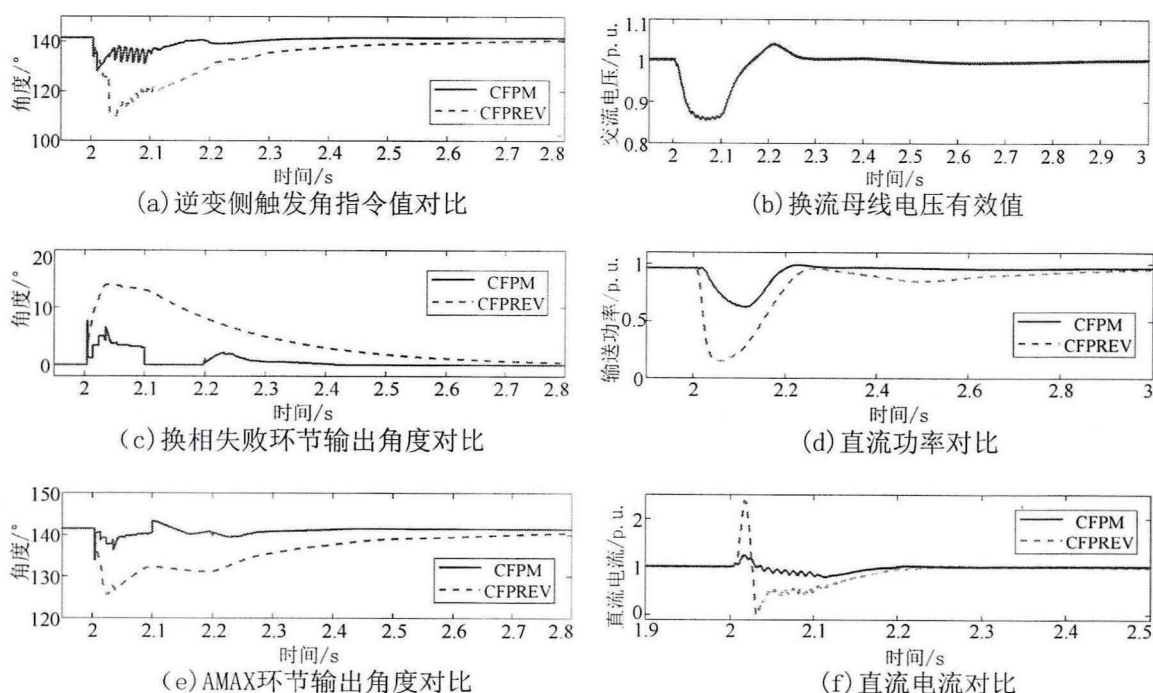 140
120
100
角度/°
CFPM
CFPREV
2 2.1 2.2 2.3 2.4 2.5 2.6 2.7 2.8
时间/s
(a)逆变侧触发角指令值对比
1.1
1
0.9
0.8
交流电压/p. u.
2 2.1 2.2 2.3 2.4 2.5 2.6 2.7 2.8 2.9 3
时间/s
(b)换流母线电压有效值
20
10
0
角度/°
CFPM
CFPREV
2 2.1 2.2 2.3 2.4 2.5 2.6 2.7 2.8
时间/s
(c)换相失败环节输出角度对比
1
0.5
0
输送功率/p. u.
CFPM
CFPREV
2 2.2 2.4 2.6 2.8 3
时间/s
(d)直流功率对比
150
140
130
120
角度/°
CFPM
CFPREV
2 2.1 2.2 2.3 2.4 2.5 2.6 2.7 2.8
时间/s
(e)AMAX环节输出角度对比
2
1
0
直流电流/p. u.
CFPM
CFPREV
1.9 2 2.1 2.2 2.3 2.4 2.5
时间/s
(f)直流电流对比